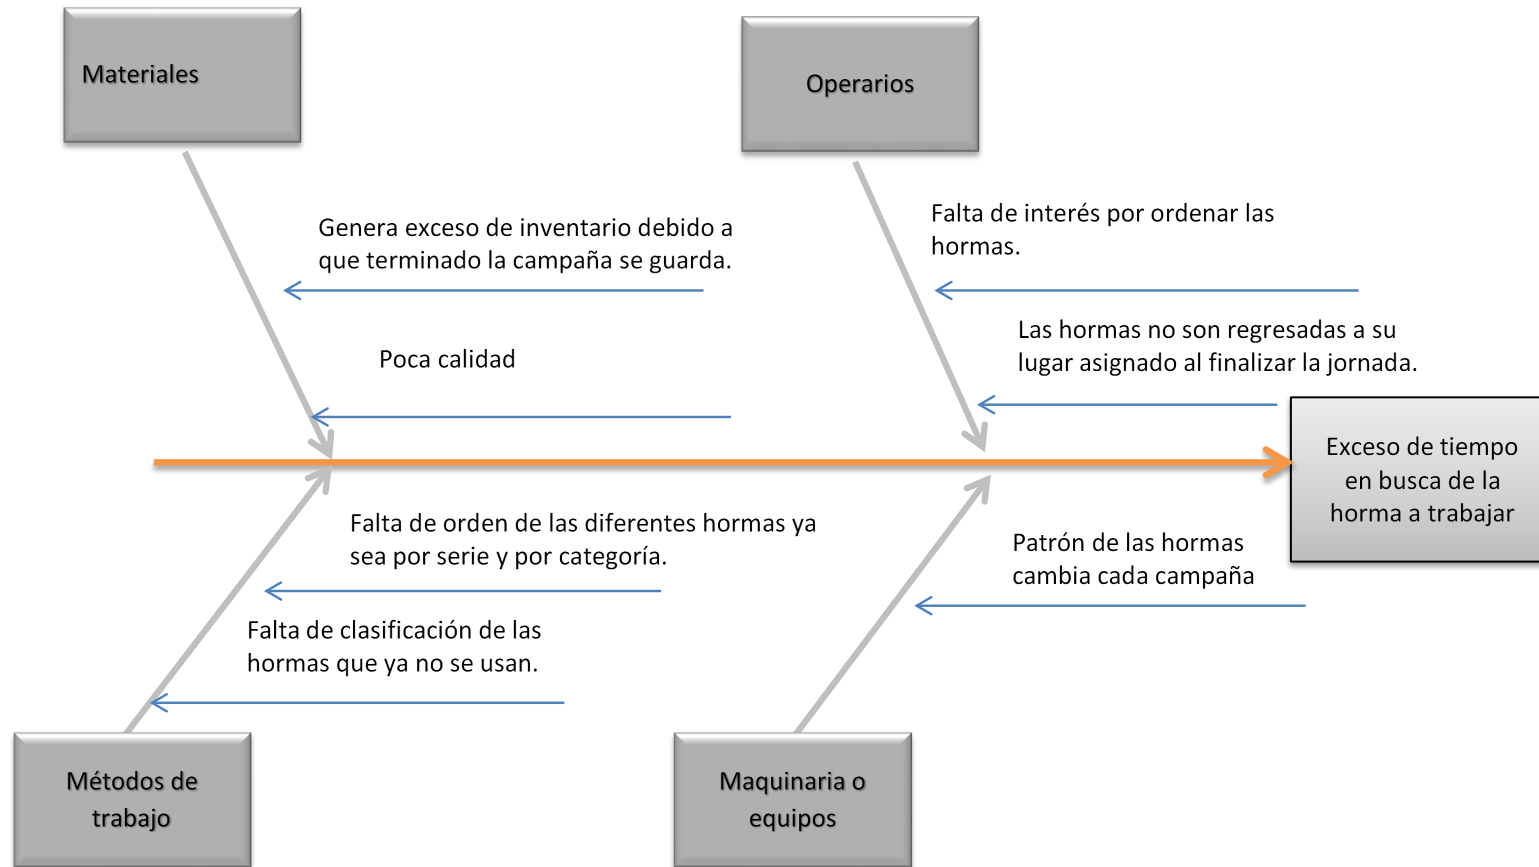 Materiales
Operarios
Genera exceso de inventario debido a
que terminado la campaña se guarda.
Falta de interés por ordenar las
hormas.
Poca calidad
Las hormas no son regresadas a su
lugar asignado al finalizar la jornada.
Exceso de tiempo
en busca de la
horma a trabajar
Falta de orden de las diferentes hormas ya
sea por serie y por categoría.
Patrón de las hormas
cambia cada campaña
Falta de clasificación de las
hormas que ya no se usan.
Métodos de
trabajo
Maquinaria o
equipos